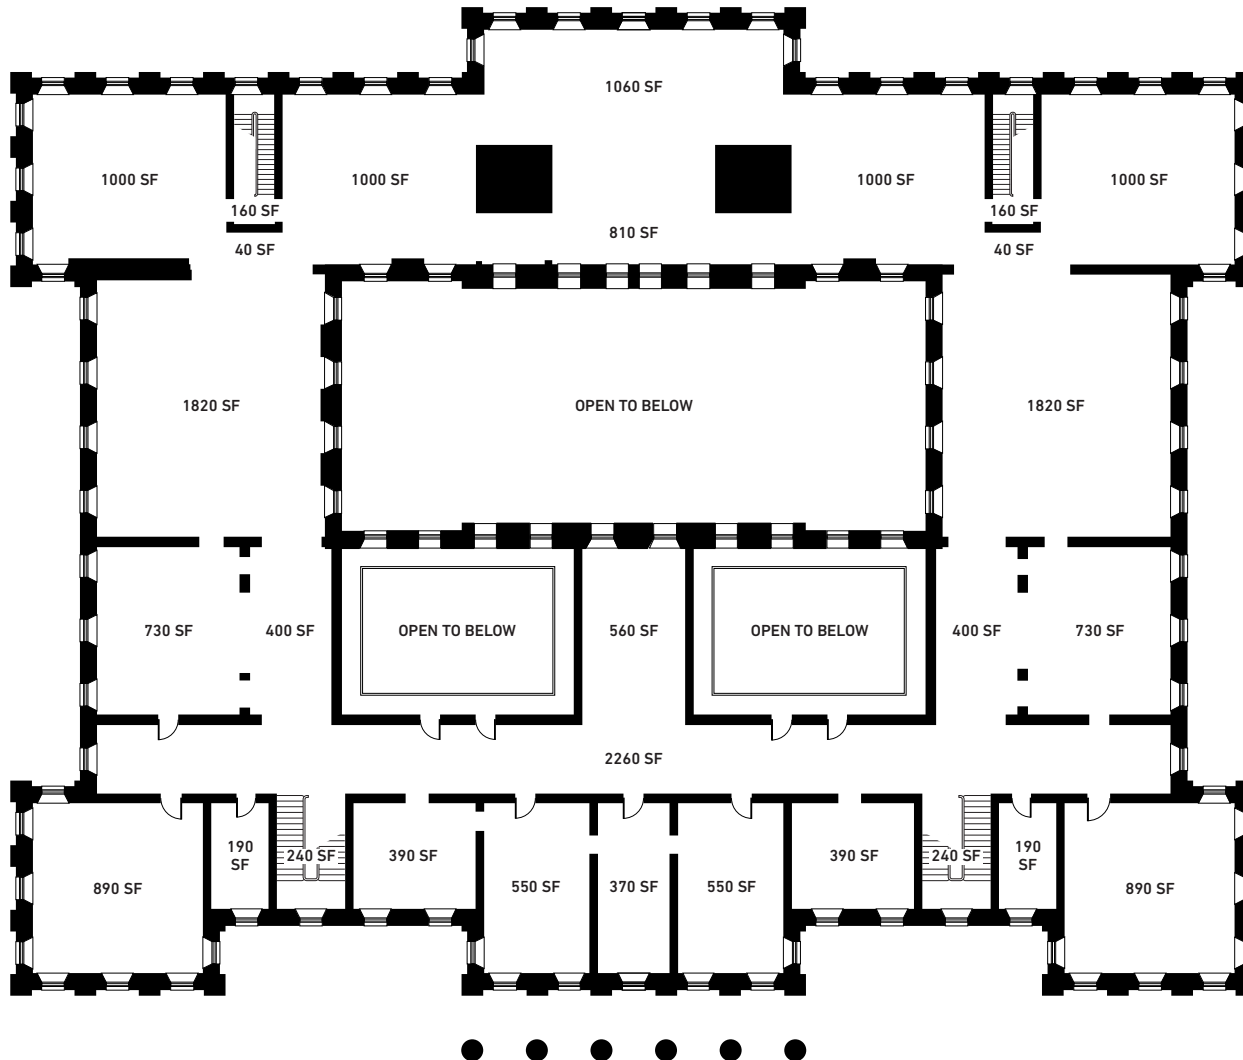 1060 SF
1000 SF
1000 SF
1000 SF
1000 SF
160 SF
160 SF
810 SF
40 SF
40 SF
1820 SF
OPEN TO BELOW
1820 SF
730 SF
400 SF
OPEN TO BELOW
560 SF
OPEN TO BELOW
400 SF
730 SF
2260 SF
190
SF
240 SF
390 SF
390 SF
240 SF
190
SF
890 SF
550 SF
370 SF
550 SF
890 SF